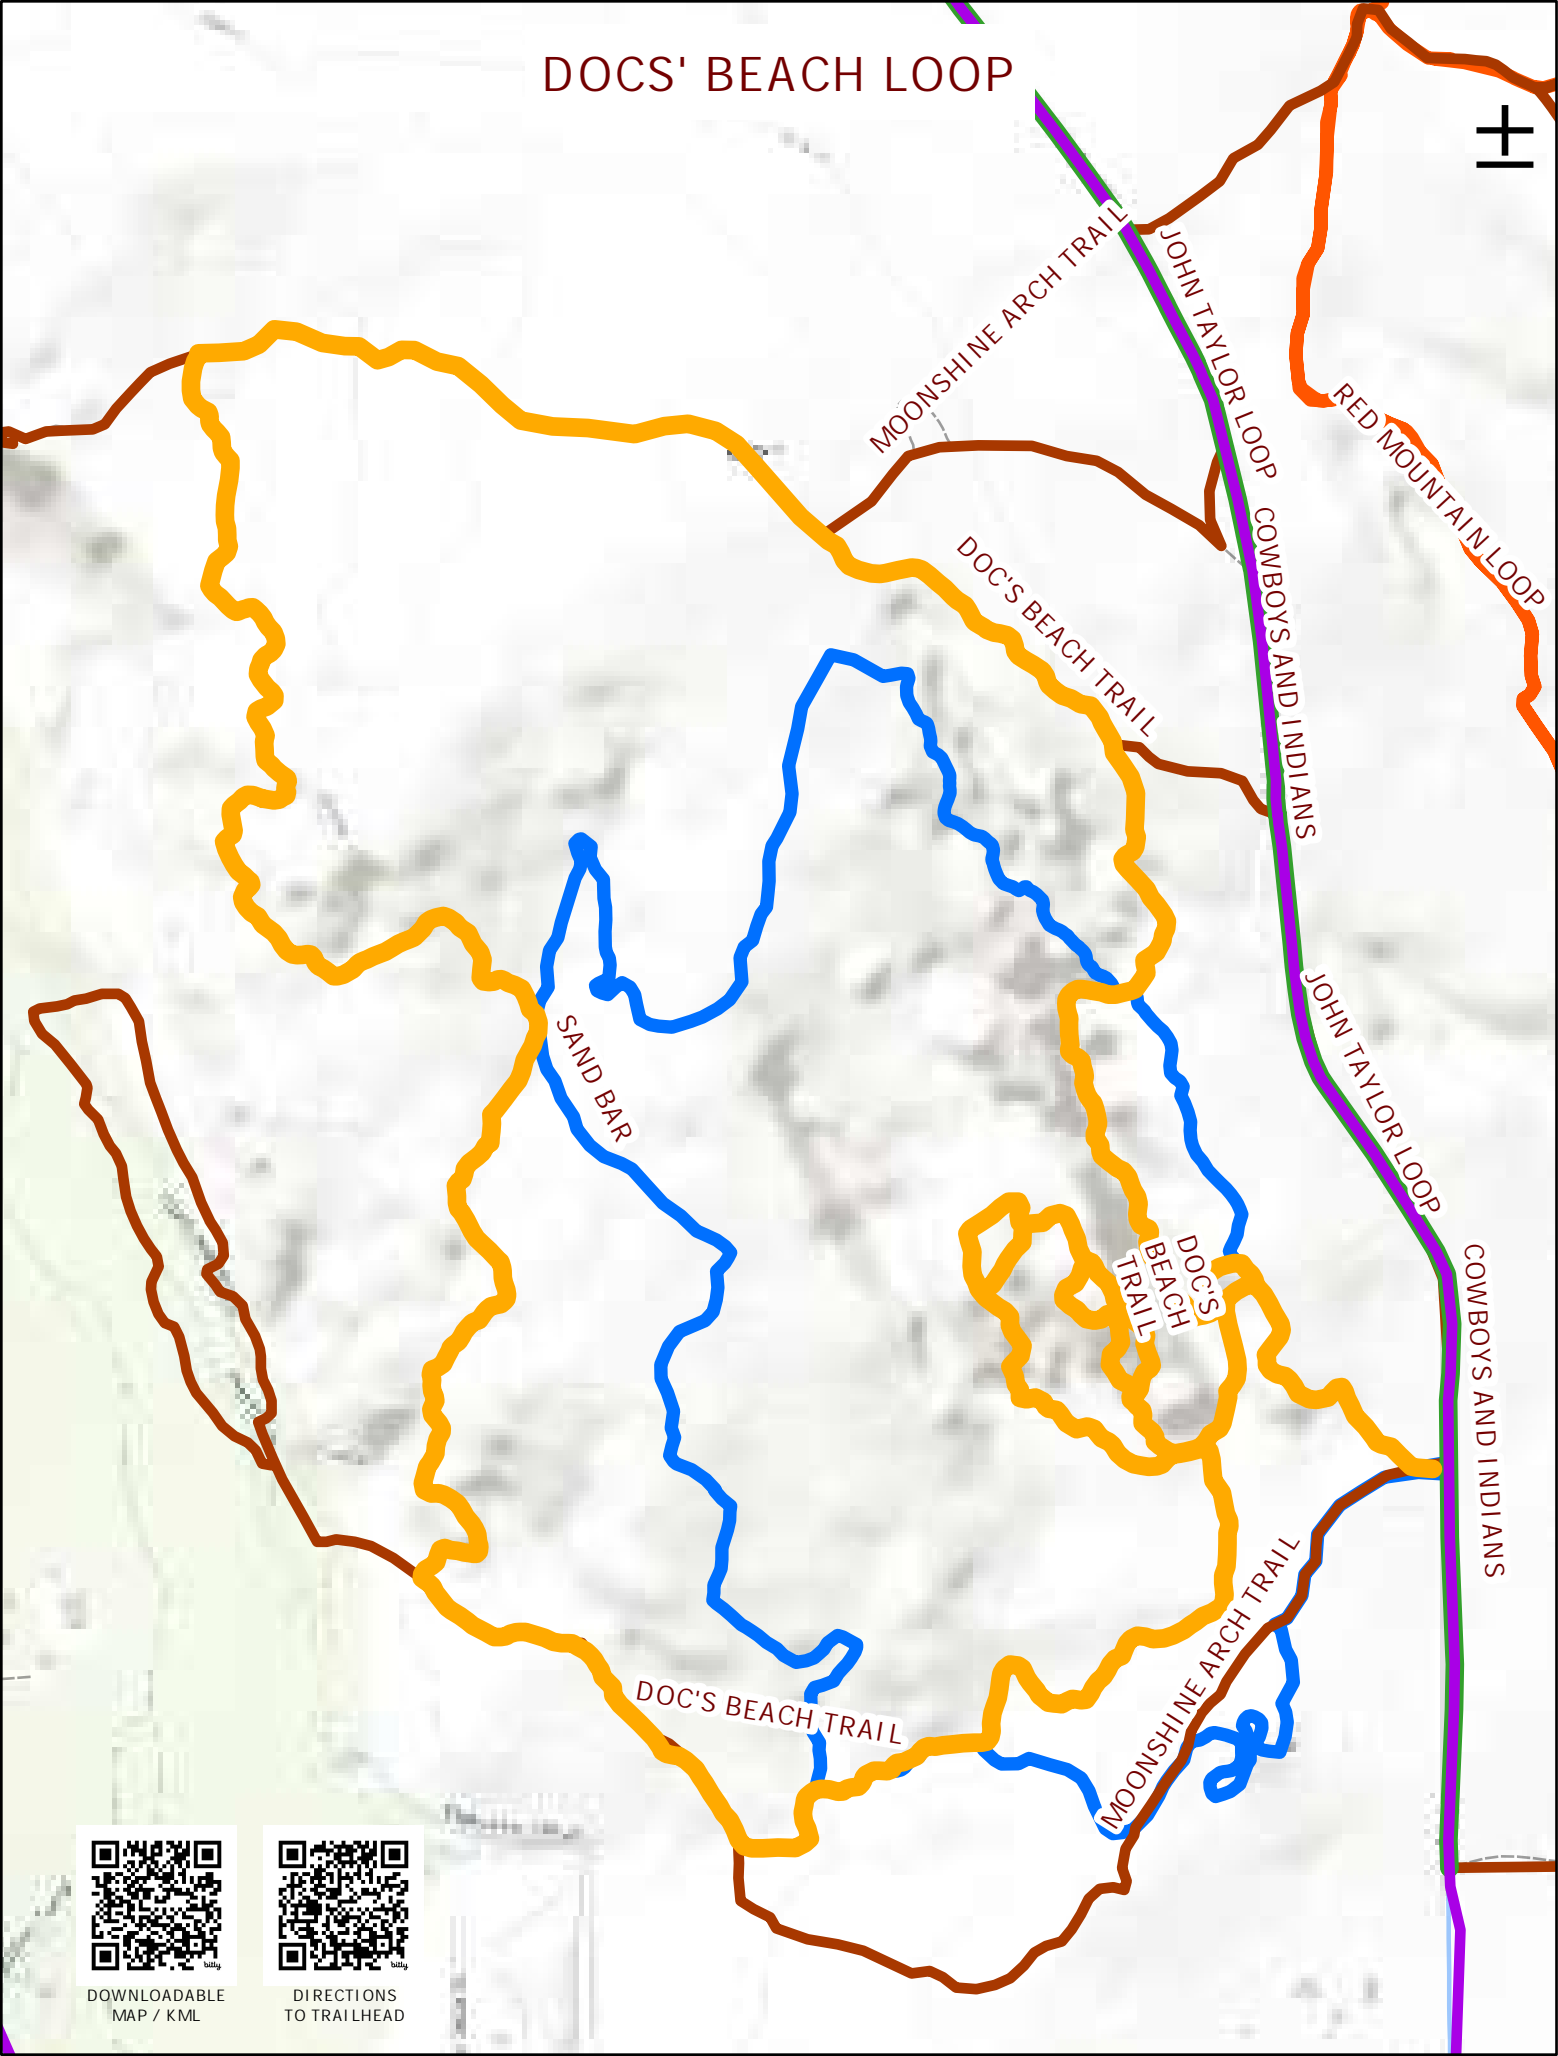 DOCS' BEACH LOOP
±
MOONSHINE ARCH TRAIL
JOHN TAYLOR LOOP
RED MOUNTAIN LOOP
COWBOYS AND INDIANS
DOC'S BEACH TRAIL
JOHN TAYLOR LOOP
SAND BAR
DOC'S
BEACH
TRAIL
COWBOYS AND INDIANS
MOONSHINE ARCH TRAIL
DOC'S BEACH TRAIL
bitly
bitly
DOWNLOADABLE
MAP / KML
DIRECTIONS
TO TRAILHEAD